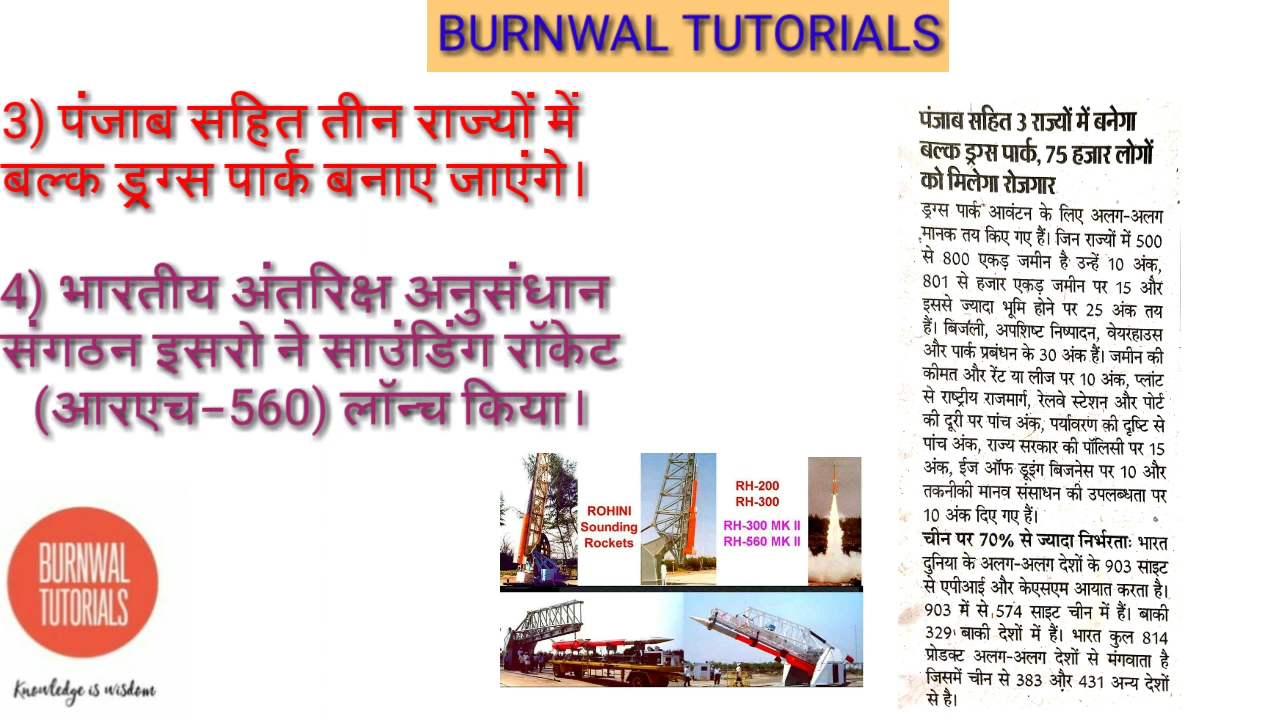 BURNWAL TUTORIALS
3) पंजाब सहित तीन राज्यों में
बल्क ड्रग्स पार्क बनाए जाएंगे।
4) भारतीय अंतरिक्ष अनुसंधान
संगठन इसरो ने साउंडिंग रॉकेट
(आरएच-560) लॉन्च किया।
BURNWAL
TUTORIALS
Knowledge is wisdom
ROHINI
Sounding
Rockets
RH-200
RH-300
RH-300 MK II
RH-560 MK II
पंजाब सहित 3 राज्यों में बनेगा
बल्क ड्रग्स पार्क, 75 हजार लोगों
को मिलेगा रोजगार
ड्रग्स पार्क आवंटन के लिए अलग-अलग
मानक तय किए गए हैं। जिन राज्यों में 500
से 800 एकड़ जमीन है उन्हें 10 अंक,
801 से हजार एकड़ जमीन पर 15 और
इससे ज्यादा भूमि होने पर 25 अंक तय
हैं। बिजली, अपशिष्ट निष्पादन, वेयरहाउस
और पार्क प्रबंधन के 30 अंक हैं। जमीन की
कीमत और रेंट या लीज पर 10 अंक, प्लांट
से राष्ट्रीय राजमार्ग, रेलवे स्टेशन और पोर्ट
की दूरी पर पांच अंक, पर्यावरण की दृष्टि से
पांच अंक, राज्य सरकार की पॉलिसी पर 15
अंक, ईज ऑफ डूइंग बिजनेस पर 10 और
तकनीकी मानव संसाधन की उपलब्धता पर
10 अंक दिए गए हैं।
चीन पर 70% से ज्यादा निर्भरताः भारत
दुनिया के अलग-अलग देशों के 903 साइट
से एपीआई और केएसएम आयात करता है।
903 में से 574 साइट चीन में हैं। बाकी
329 बाकी देशों में हैं। भारत कुल 814
प्रोडक्ट अलग-अलग देशों से मंगवाता है
जिसमें चीन से 383 और 431 अन्य देशों
से है।